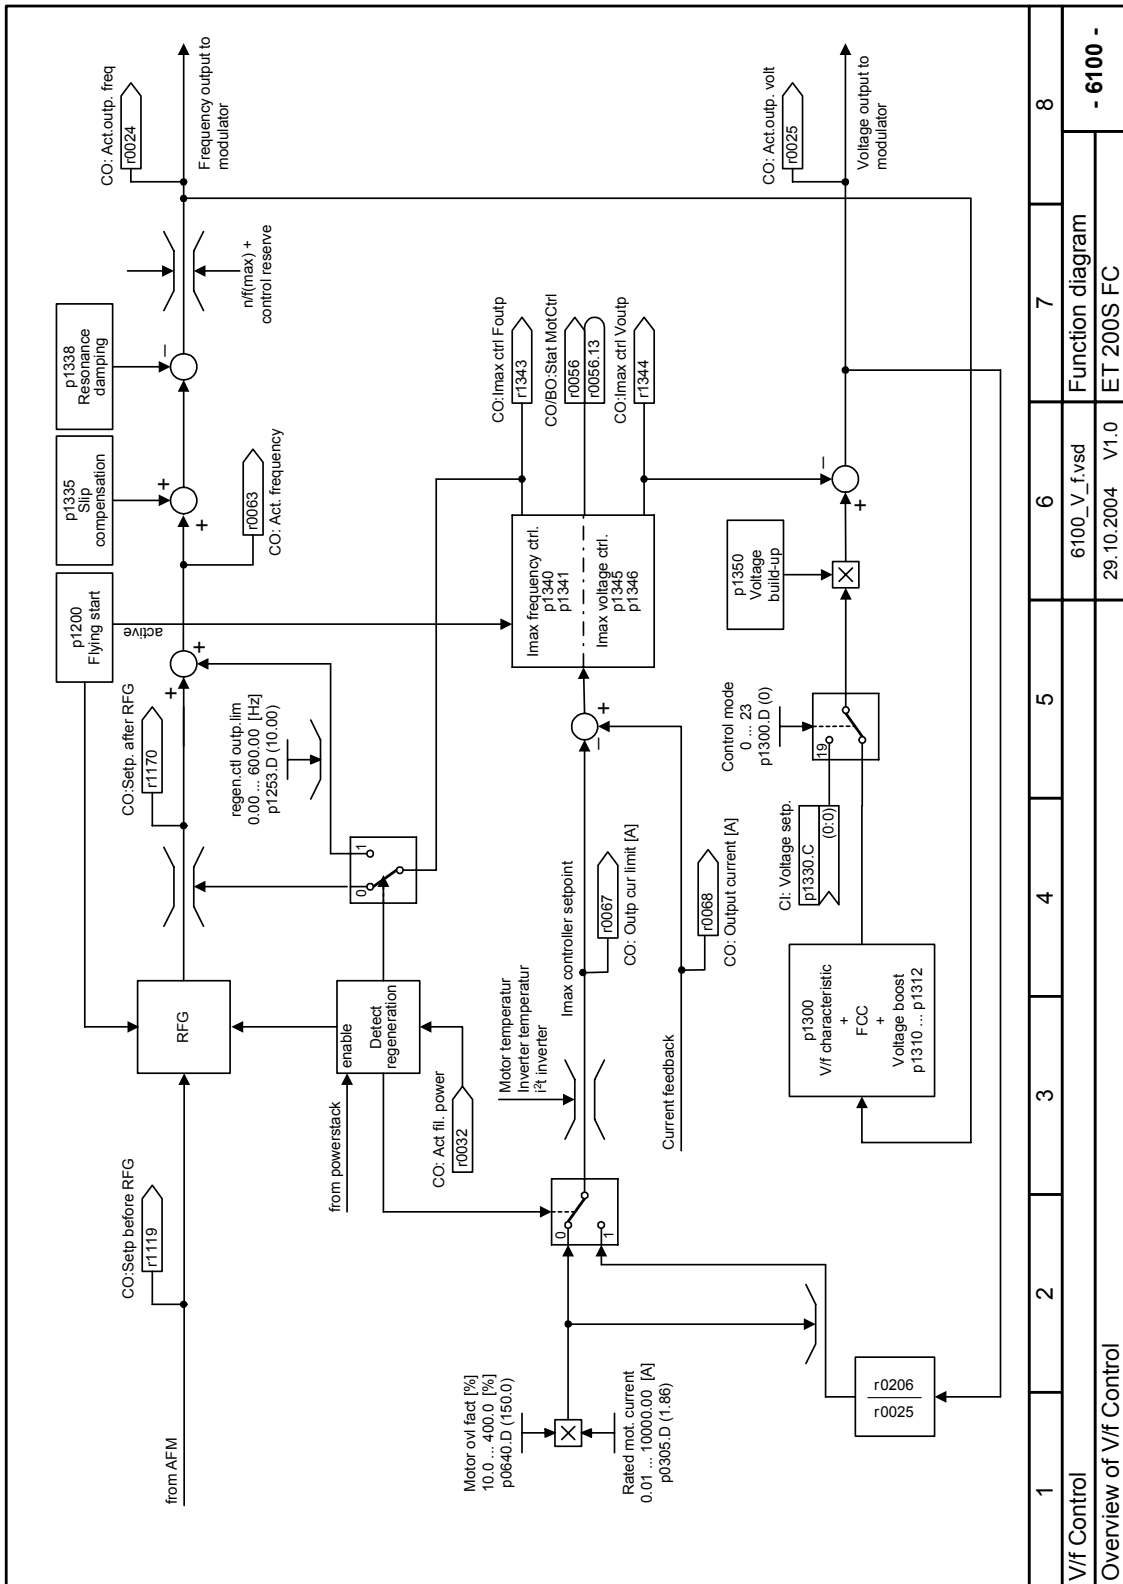 from AFM
CO:Setp before RFG
r1119
RFG
CO:Setp. after RFG
r1170
p1200
Flying start
active
p1335
Slip
compensation
p1338
Resonance
damping
r0063
CO: Act. frequency
n/f(max) +
control reserve
CO: Act.outp. freq
r0024
Frequency output to
modulator
from powerstack
enable
Detect
regeneration
CO: Act fil. power
r0032
0
1
regen.ctl outp.lim
0.00 ... 600.00 [Hz]
p1253.D (10.00)
Motor ovl fact [%]
10.0 ... 400.0 [%]
p0640.D (150.0)
Rated mot. current
0.01 ... 10000.00 [A]
p0305.D (1.86)
0
1
Motor temperatur
Inverter temperatur
i²t inverter
Imax controller setpoint
r0067
CO: Outp cur limit [A]
Current feedback
r0068
CO: Output current [A]
Imax frequency ctrl.
p1340
p1341
Imax voltage ctrl.
p1345
p1346
CO:Imax ctrl Foutp
r1343
CO/BO:Stat MotCtrl
r0056
r0056.13
CO:Imax ctrl Voutp
r1344
r0206
r0025
p1300
V/f characteristic
+
FCC
+
Voltage boost
p1310 ... p1312
CI: Voltage setp.
p1330.C
(0:0)
Control mode
0 ... 23
p1300.D (0)
19
p1350
Voltage
build-up
CO: Act.outp. volt
r0025
Voltage output to
modulator
1 2 3 4 5 6 7 8
V/f Control 6100_V_f.vsd Function diagram - 6100 -
Overview of V/f Control 29.10.2004 V1.0 ET 200S FC